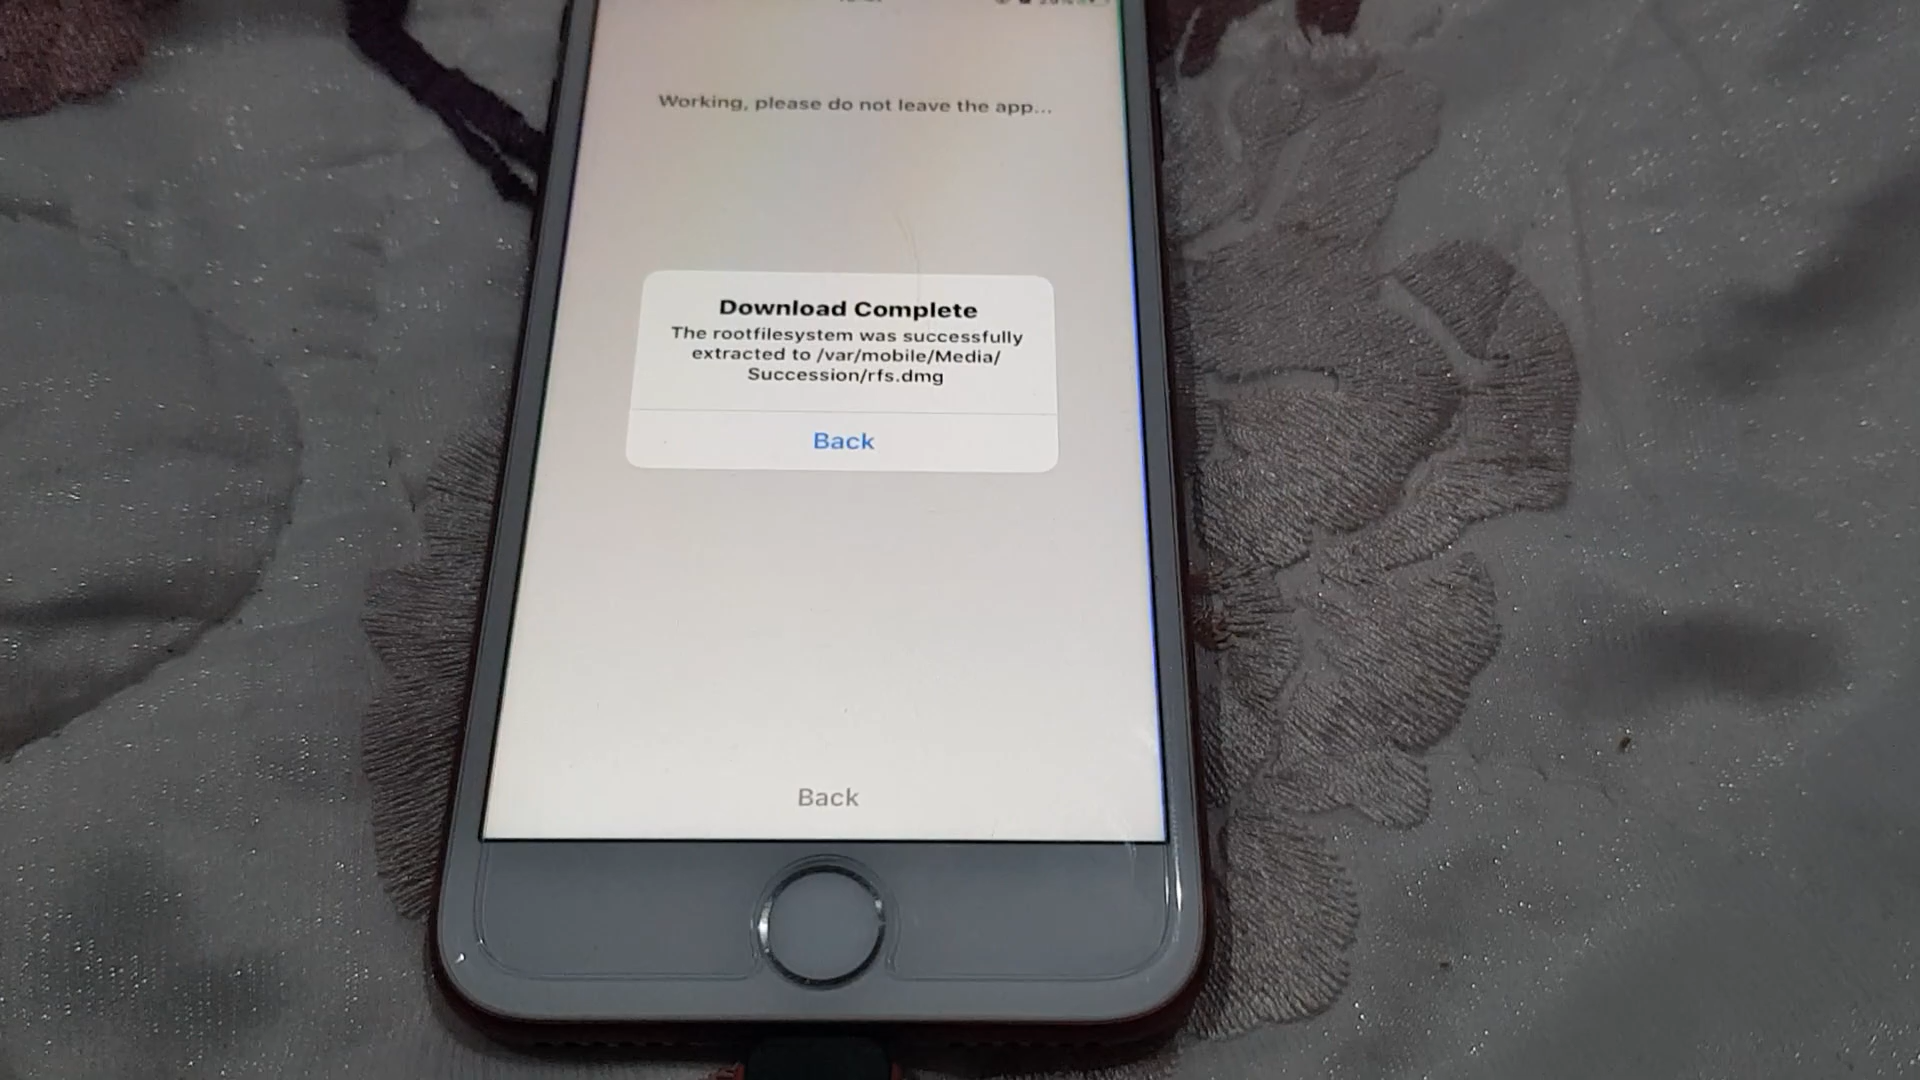 Working, please do not leave the app...
Download Complete
The rootfilesystem was successfully
extracted to /var/mobile/Media/
Succession/rfs.dmg
Back
Back